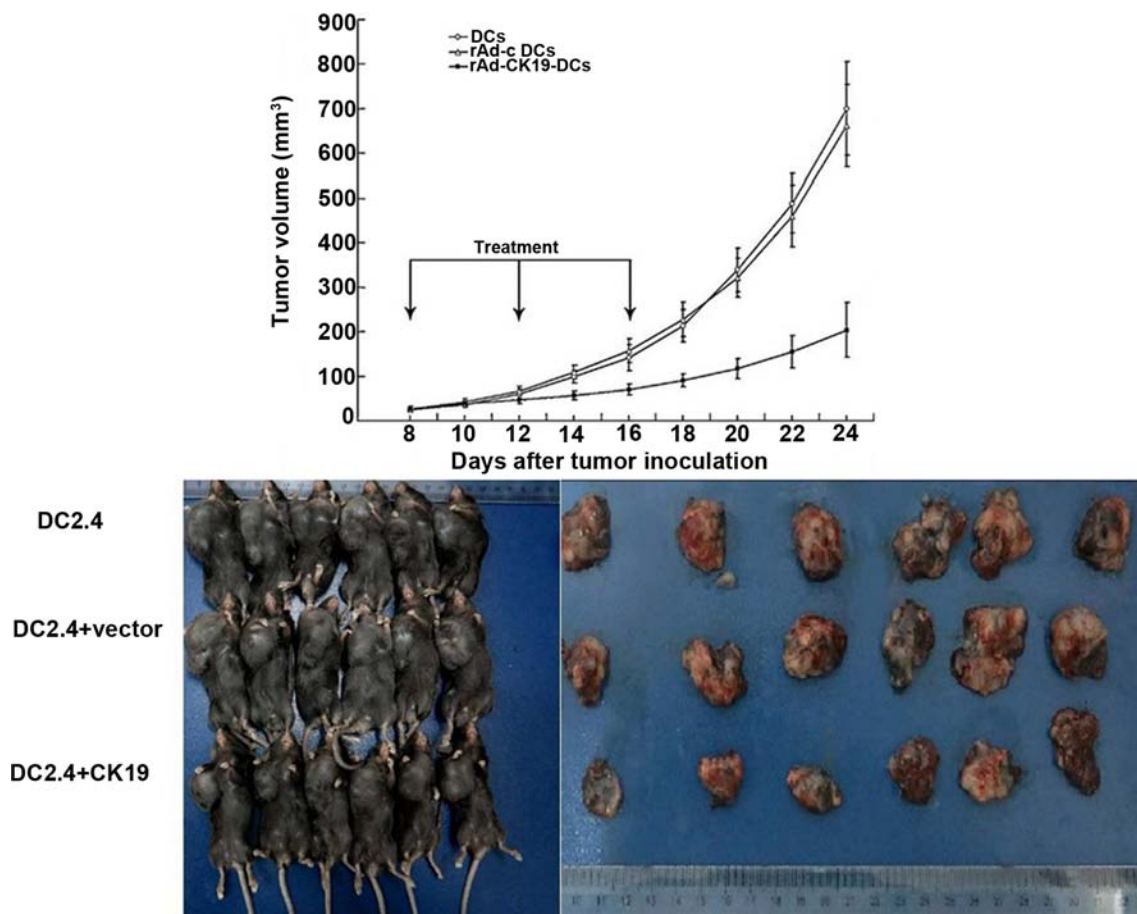 900
800
700
600
500
400
300
200
100
0
Tumor volume (mm³)
DCs
rAd-c DCs
rAd-CK19-DCs
Treatment
8 10 12 14 16 18 20 22 24
Days after tumor inoculation
DC2.4
DC2.4+vector
DC2.4+CK19